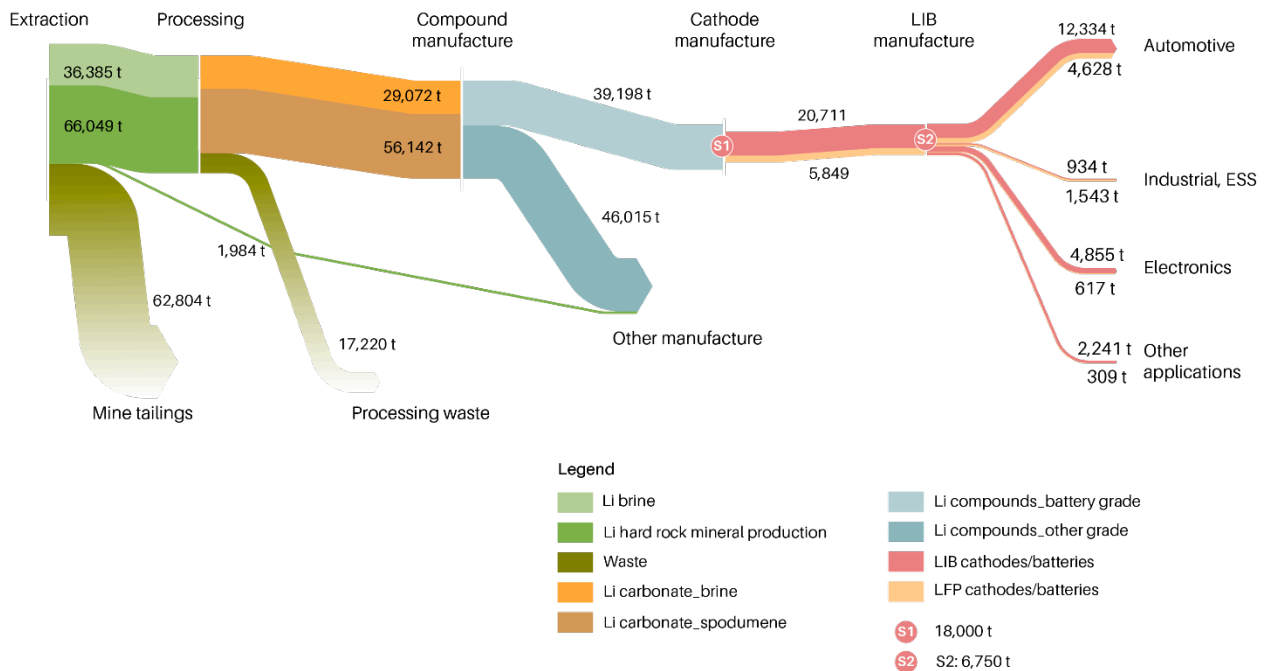 Extraction
Processing
Compound
manufacture
Cathode
manufacture
LIB
manufacture
12,334 t
Automotive
4,628 t
36,385 t
66,049 t
29,072 t
56,142 t
39,198 t
20,711
S1
S2
5,849
934 t
Industrial, ESS
1,543 t
46,015 t
1,984 t
4,855 t
Electronics
617 t
62,804 t
17,220 t
Other manufacture
2,241 t
Other
applications
309 t
Mine tailings
Processing waste
Legend
Li brine
Li hard rock mineral production
Waste
Li carbonate_brine
Li carbonate_spodumene
Li compounds_battery grade
Li compounds_other grade
LIB cathodes/batteries
LFP cathodes/batteries
S1 18,000 t
S2 S2: 6,750 t